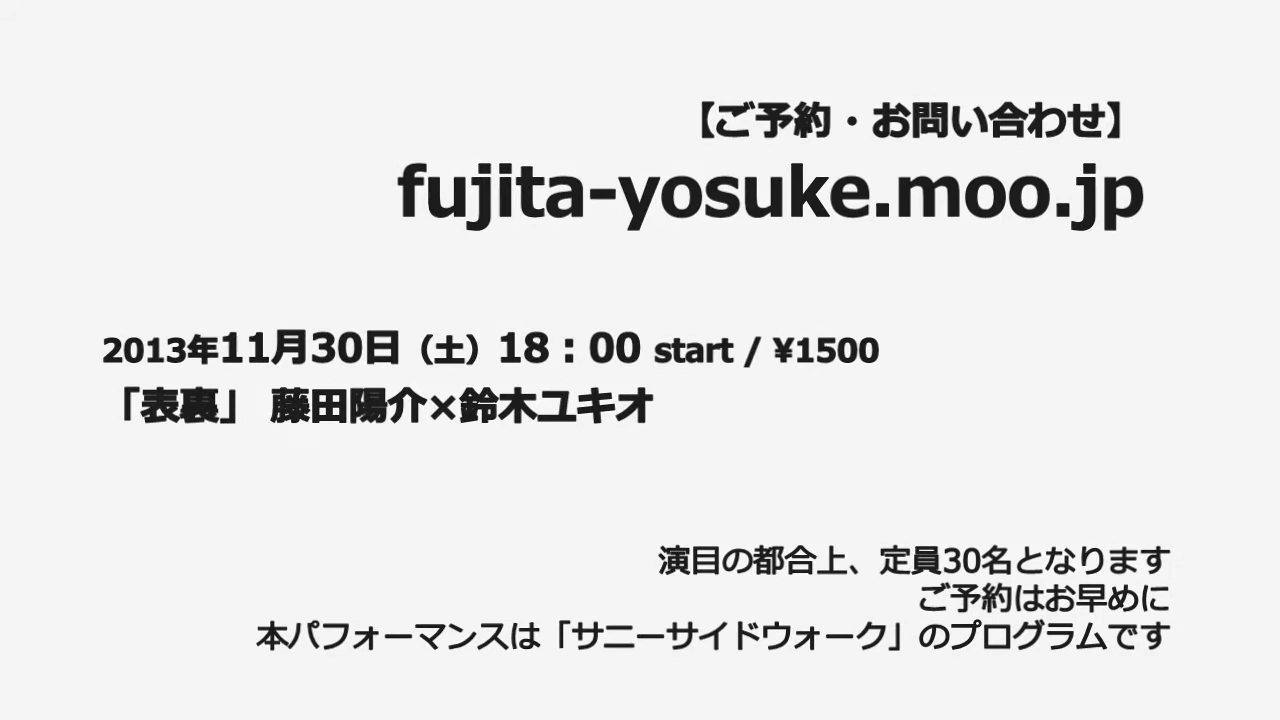 【ご予約・お問い合わせ】
fujita-yosuke.moo.jp
2013年11月30日（土）18：00 start / ¥1500
「表裏」 藤田陽介×鈴木ユキオ
演目の都合上、定員30名となります
ご予約はお早めに
本パフォーマンスは「サニーサイドウォーク」のプログラムです